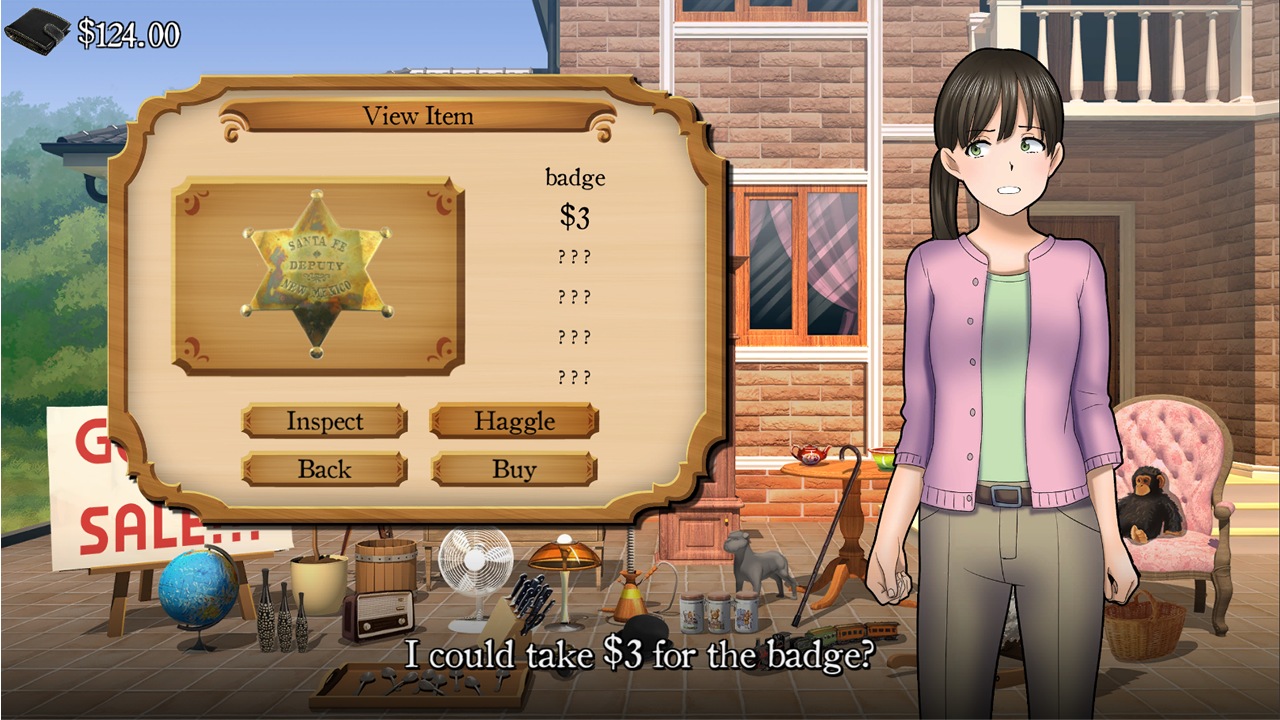 $124.00
View Item
badge
$3
???
???
???
???
SANTA FE
DEPUTY
NEW MEXICO
Inspect
Haggle
Back
Buy
G
SALE...
I could take $3 for the badge?